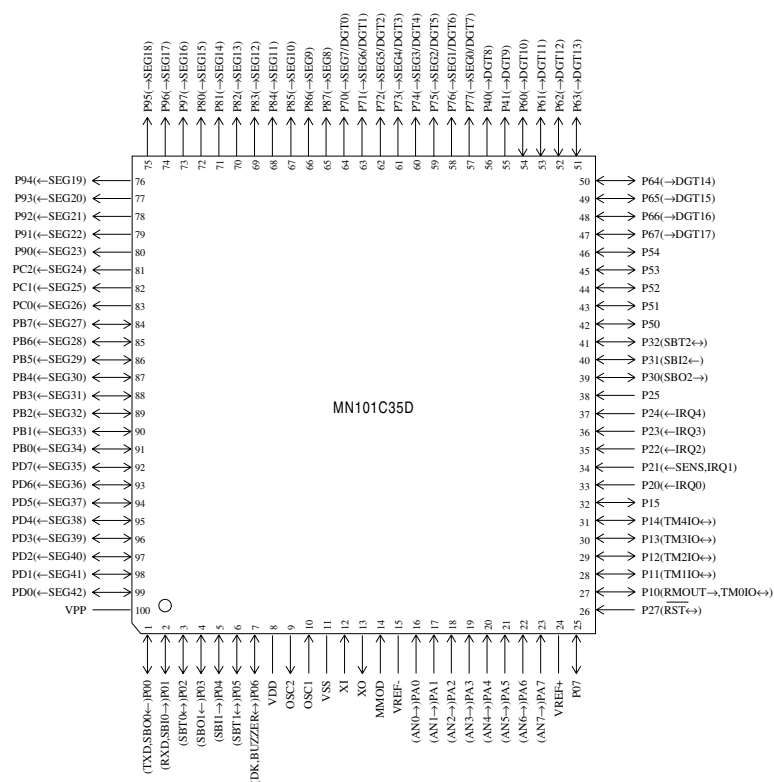 P95(→SEG18)
P96(→SEG17)
P97(→SEG16)
P80(→SEG15)
P81(→SEG14)
P82(→SEG13)
P83(→SEG12)
P84(→SEG11)
P85(→SEG10)
P86(→SEG9)
P87(→SEG8)
P70(→SEG7/DGT0)
P71(→SEG6/DGT1)
P72(→SEG5/DGT2)
P73(→SEG4/DGT3)
P74(→SEG3/DGT4)
P75(→SEG2/DGT5)
P76(→SEG1/DGT6)
P77(→SEG0/DGT7)
P40(→DGT8)
P41(→DGT9)
P60(→DGT10)
P61(→DGT11)
P62(→DGT12)
P63(→DGT13)
75 74 73 72 71 70 69 68 67 66 65 64 63 62 61 60 59 58 57 56 55 54 53 52 51
P94(←SEG19) 76
P93(←SEG20) 77
P92(←SEG21) 78
P91(←SEG22) 79
P90(←SEG23) 80
PC2(←SEG24) 81
PC1(←SEG25) 82
PC0(←SEG26) 83
PB7(←SEG27) 84
PB6(←SEG28) 85
PB5(←SEG29) 86
PB4(←SEG30) 87
PB3(←SEG31) 88
PB2(←SEG32) 89
PB1(←SEG33) 90
PB0(←SEG34) 91
PD7(←SEG35) 92
PD6(←SEG36) 93
PD5(←SEG37) 94
PD4(←SEG38) 95
PD3(←SEG39) 96
PD2(←SEG40) 97
PD1(←SEG41) 98
PD0(←SEG42) 99
VPP 100
MN101C35D
50 P64(→DGT14)
49 P65(→DGT15)
48 P66(→DGT16)
47 P67(→DGT17)
46 P54
45 P53
44 P52
43 P51
42 P50
41 P32(SBT2↔)
40 P31(SBI2←)
39 P30(SBO2→)
38 P25
37 P24(←IRQ4)
36 P23(←IRQ3)
35 P22(←IRQ2)
34 P21(←SENS,IRQ1)
33 P20(←IRQ0)
32 P15
31 P14(TM4IO↔)
30 P13(TM3IO↔)
29 P12(TM2IO↔)
28 P11(TM1IO↔)
27 P10(RMOUT→,TM0IO↔)
26 P27(RST↔)
1 2 3 4 5 6 7 8 9 10 11 12 13 14 15 16 17 18 19 20 21 22 23 24 25
(TXD,SBO0←)P00
(RXD,SBI0→)P01
(SBT0↔)P02
(SBO1←)P03
(SBI1→)P04
(SBT1↔)P05
DK,BUZZER←)P06
VDD
OSC2
OSC1
VSS
XI
XO
MMOD
VREF-
(AN0→)PA0
(AN1→)PA1
(AN2→)PA2
(AN3→)PA3
(AN4→)PA4
(AN5→)PA5
(AN6→)PA6
(AN7→)PA7
VREF+
P07